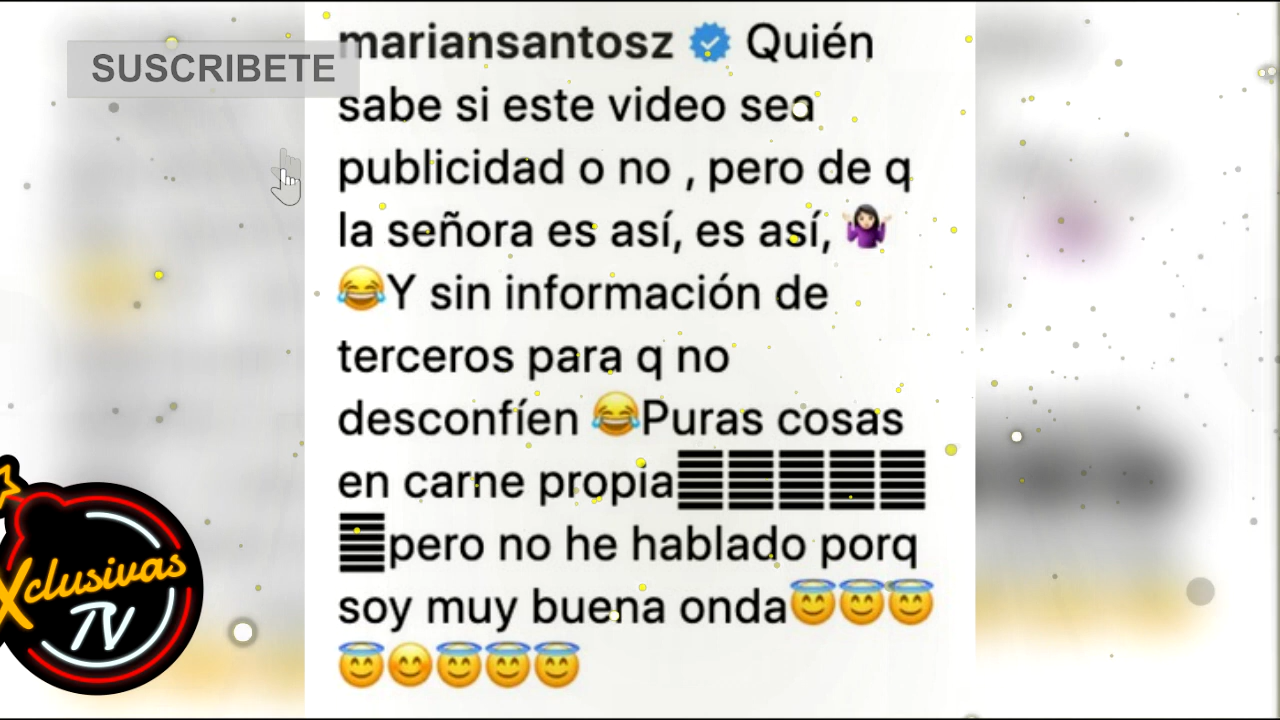 SUSCRIBETE
mariansantosz Quién
sabe si este video sea
publicidad o no , pero de q
la señora es así, es así, 🤷🏻‍♀️
😂Y sin información de
terceros para q no
desconfíen 😂Puras cosas
en carne propia𝌆𝌆𝌆𝌆𝌆
𝌆pero no he hablado porq
soy muy buena onda😇😇😇
😇😊😇😇😇
Xclusivas
TV